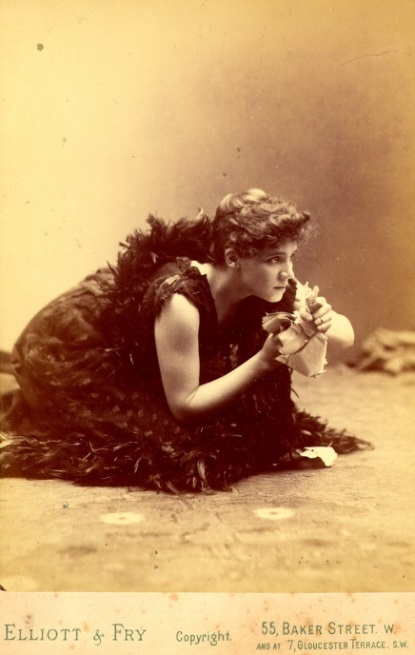 ELLIOTT & FRY Copyright. 55, BAKER STREET. W.
AND AT 7, GLOUCESTER TERRACE. S.W.